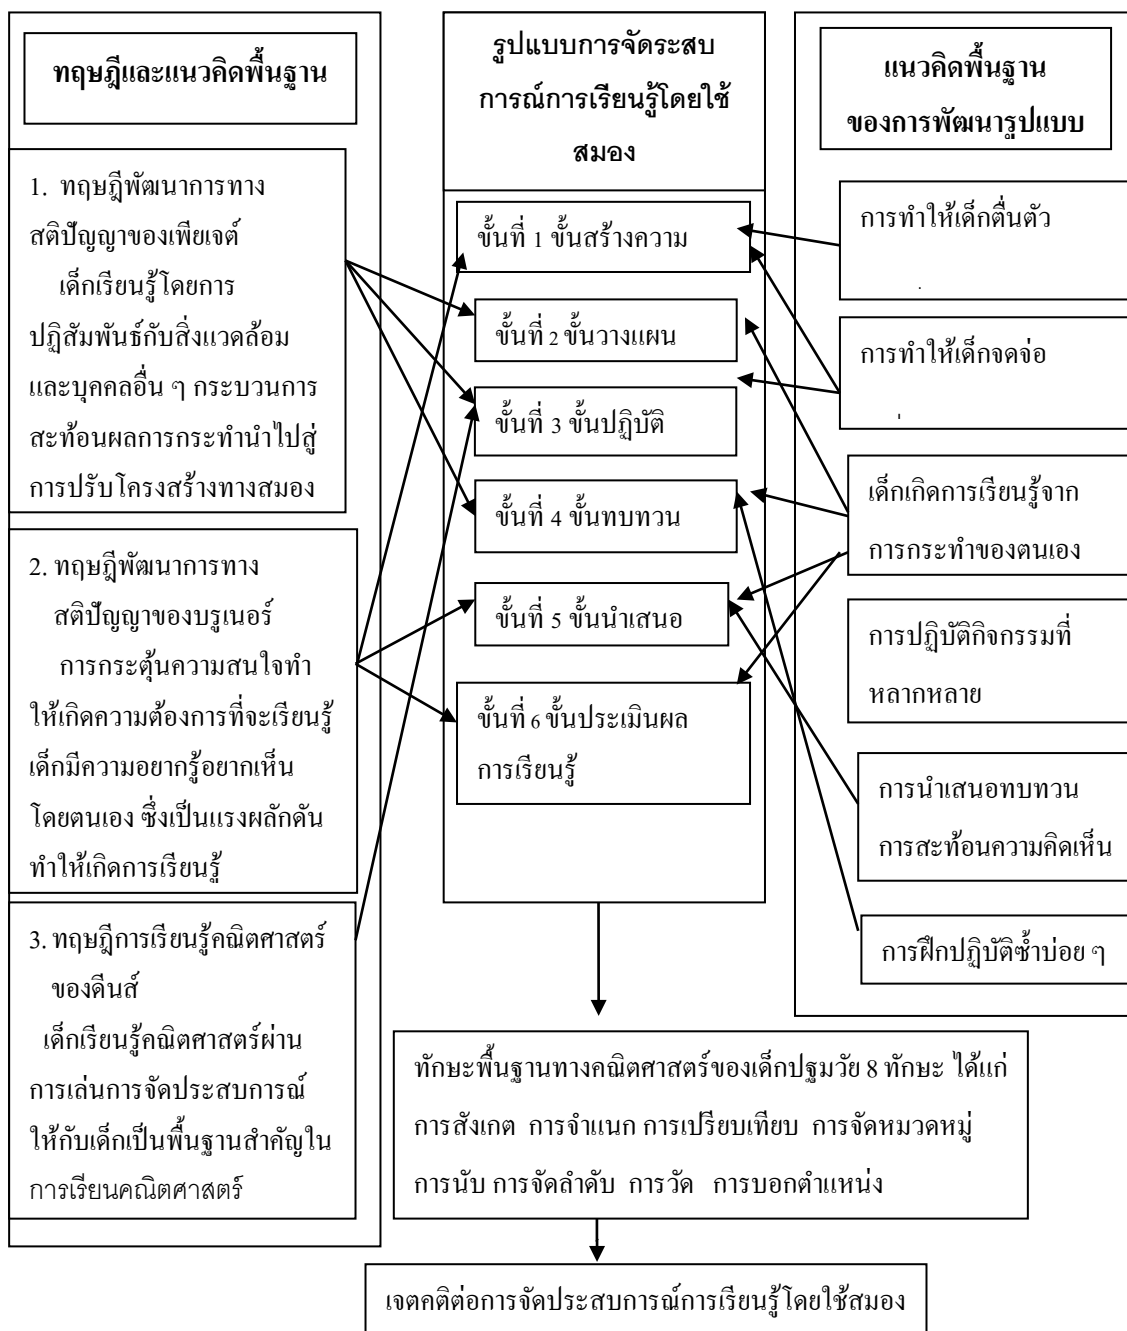 ทฤษฎีและแนวคิดพื้นฐาน
1. ทฤษฎีพัฒนาการทาง
สติปัญญาของเพียเจต์
เด็กเรียนรู้โดยการ
ปฏิสัมพันธ์กับสิ่งแวดล้อม
และบุคคลอื่น ๆ กระบวนการ
สะท้อนผลการกระทำนำไปสู่
การปรับโครงสร้างทางสมอง
2. ทฤษฎีพัฒนาการทาง
สติปัญญาของบรูเนอร์
การกระตุ้นความสนใจทำ
ให้เกิดความต้องการที่จะเรียนรู้
เด็กมีความอยากรู้อยากเห็น
โดยตนเอง ซึ่งเป็นแรงผลักดัน
ทำให้เกิดการเรียนรู้
3. ทฤษฎีการเรียนรู้คณิตศาสตร์
ของดีนส์
เด็กเรียนรู้คณิตศาสตร์ผ่าน
การเล่นการจัดประสบการณ์
ให้กับเด็กเป็นพื้นฐานสำคัญใน
การเรียนคณิตศาสตร์
รูปแบบการจัดระสบ
การณ์การเรียนรู้โดยใช้
สมอง
ขั้นที่ 1 ขั้นสร้างความ
ขั้นที่ 2 ขั้นวางแผน
ขั้นที่ 3 ขั้นปฏิบัติ
ขั้นที่ 4 ขั้นทบทวน
ขั้นที่ 5 ขั้นนำเสนอ
ขั้นที่ 6 ขั้นประเมินผล
การเรียนรู้
แนวคิดพื้นฐาน
ของการพัฒนารูปแบบ
การทำให้เด็กตื่นตัว
การทำให้เด็กจดจ่อ
เด็กเกิดการเรียนรู้จาก
การกระทำของตนเอง
การปฏิบัติกิจกรรมที่
หลากหลาย
การนำเสนอทบทวน
การสะท้อนความคิดเห็น
การฝึกปฏิบัติซ้ำบ่อย ๆ
ทักษะพื้นฐานทางคณิตศาสตร์ของเด็กปฐมวัย 8 ทักษะ ได้แก่
การสังเกต การจำแนก การเปรียบเทียบ การจัดหมวดหมู่
การนับ การจัดลำดับ การวัด การบอกตำแหน่ง
เจตคติต่อการจัดประสบการณ์การเรียนรู้โดยใช้สมอง